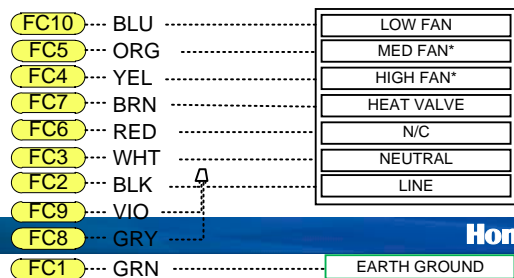 FC10 BLU LOW FAN
FC5 ORG MED FAN*
FC4 YEL HIGH FAN*
FC7 BRN HEAT VALVE
FC6 RED N/C
FC3 WHT NEUTRAL
FC2 BLK LINE
FC9 VIO
FC8 GRY Hon
FC1 GRN EARTH GROUND